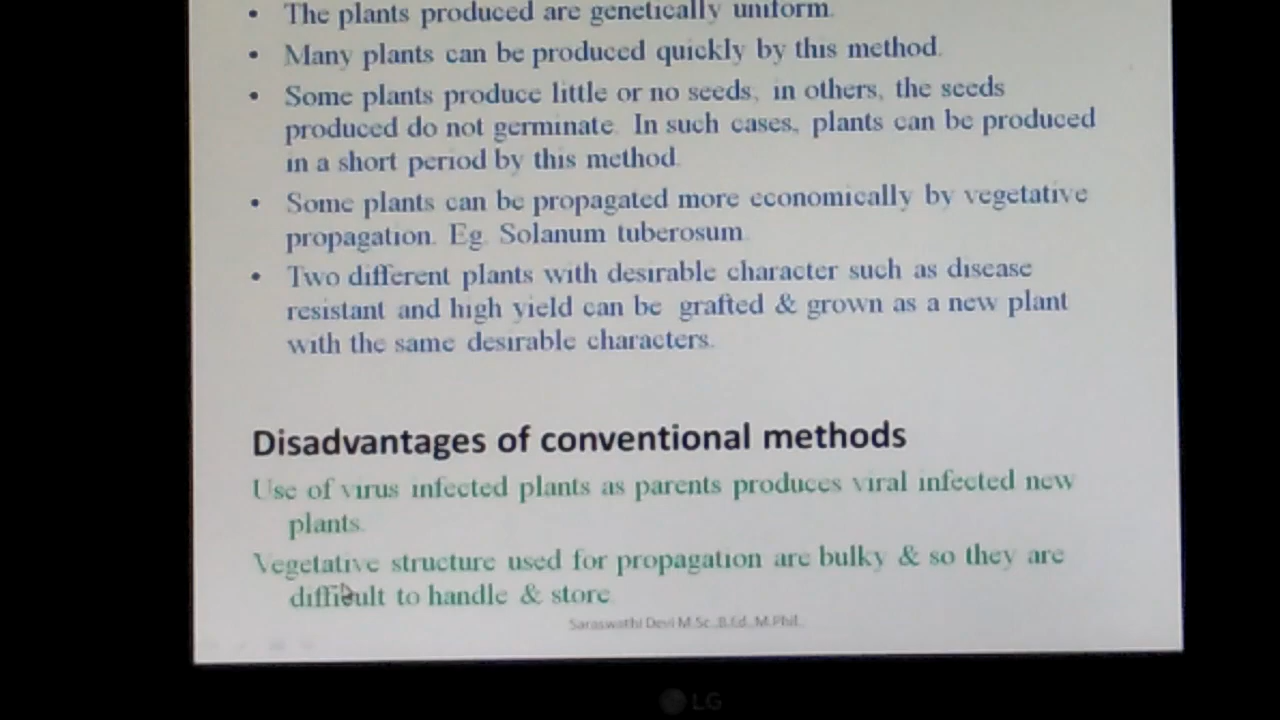 • The plants produced are genetically uniform.
• Many plants can be produced quickly by this method.
• Some plants produce little or no seeds, in others, the seeds
produced do not germinate. In such cases, plants can be produced
in a short period by this method.
• Some plants can be propagated more economically by vegetative
propagation. Eg. Solanum tuberosum
• Two different plants with desirable character such as disease
resistant and high yield can be grafted & grown as a new plant
with the same desirable characters.
Disadvantages of conventional methods
Use of virus infected plants as parents produces viral infected new
plants.
Vegetative structure used for propagation are bulky & so they are
difficult to handle & store.
Saraswathi Devi M.Sc.,B.Ed.,M.Phil.,
LG